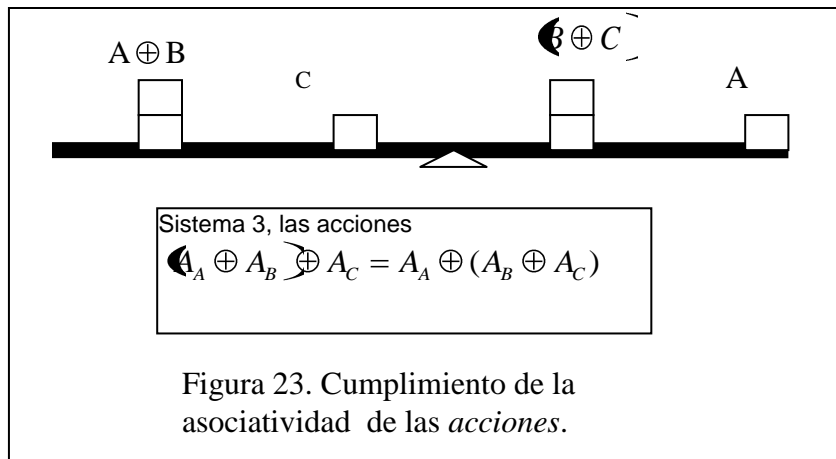 A ⊕ B
C
(B ⊕ C)
A
Sistema 3, las acciones
(A_A ⊕ A_B) ⊕ A_C = A_A ⊕ (A_B ⊕ A_C)
Figura 23. Cumplimiento de la
asociatividad de las acciones.